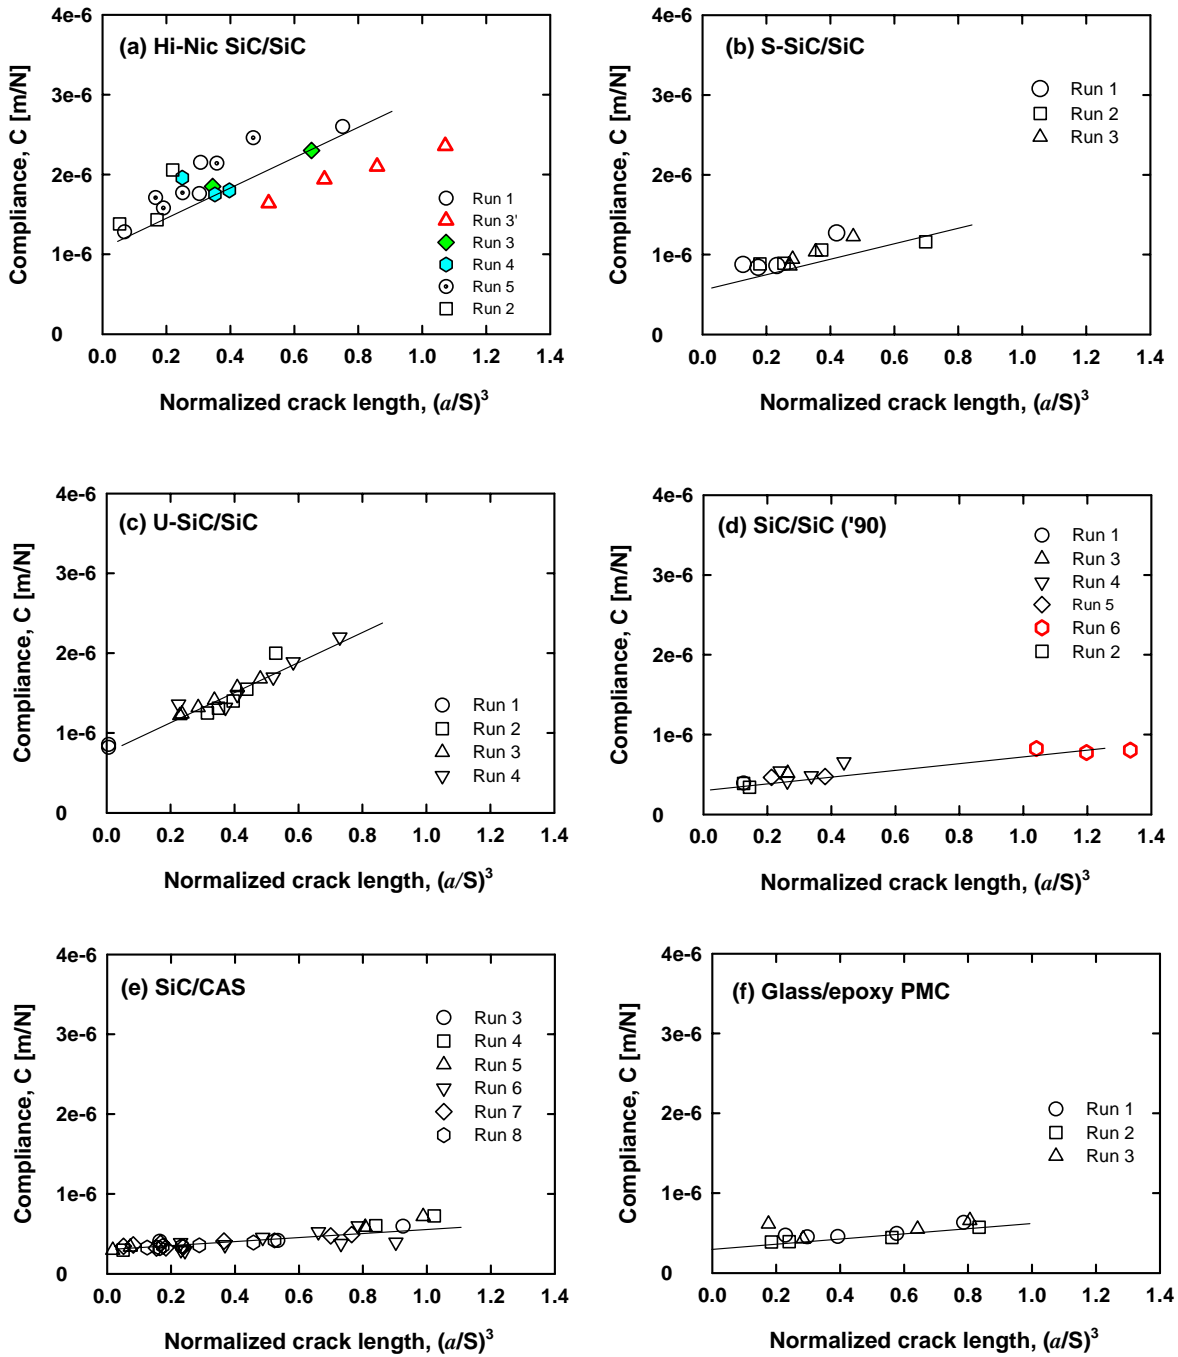 4e-6
3e-6
2e-6
1e-6
0
Compliance, C [m/N]
(a) Hi-Nic SiC/SiC
Run 1
Run 3'
Run 3
Run 4
Run 5
Run 2
0.0 0.2 0.4 0.6 0.8 1.0 1.2 1.4
Normalized crack length, (a/S)³
4e-6
3e-6
2e-6
1e-6
0
Compliance, C [m/N]
(b) S-SiC/SiC
Run 1
Run 2
Run 3
0.0 0.2 0.4 0.6 0.8 1.0 1.2 1.4
Normalized crack length, (a/S)³
4e-6
3e-6
2e-6
1e-6
0
Compliance, C [m/N]
(c) U-SiC/SiC
Run 1
Run 2
Run 3
Run 4
0.0 0.2 0.4 0.6 0.8 1.0 1.2 1.4
Normalized crack length, (a/S)³
4e-6
3e-6
2e-6
1e-6
0
Compliance, C [m/N]
(d) SiC/SiC ('90)
Run 1
Run 3
Run 4
Run 5
Run 6
Run 2
0.0 0.2 0.4 0.6 0.8 1.0 1.2 1.4
Normalized crack length, (a/S)³
4e-6
3e-6
2e-6
1e-6
0
Compliance, C [m/N]
(e) SiC/CAS
Run 3
Run 4
Run 5
Run 6
Run 7
Run 8
0.0 0.2 0.4 0.6 0.8 1.0 1.2 1.4
Normalized crack length, (a/S)³
4e-6
3e-6
2e-6
1e-6
0
Compliance, C [m/N]
(f) Glass/epoxy PMC
Run 1
Run 2
Run 3
0.0 0.2 0.4 0.6 0.8 1.0 1.2 1.4
Normalized crack length, (a/S)³